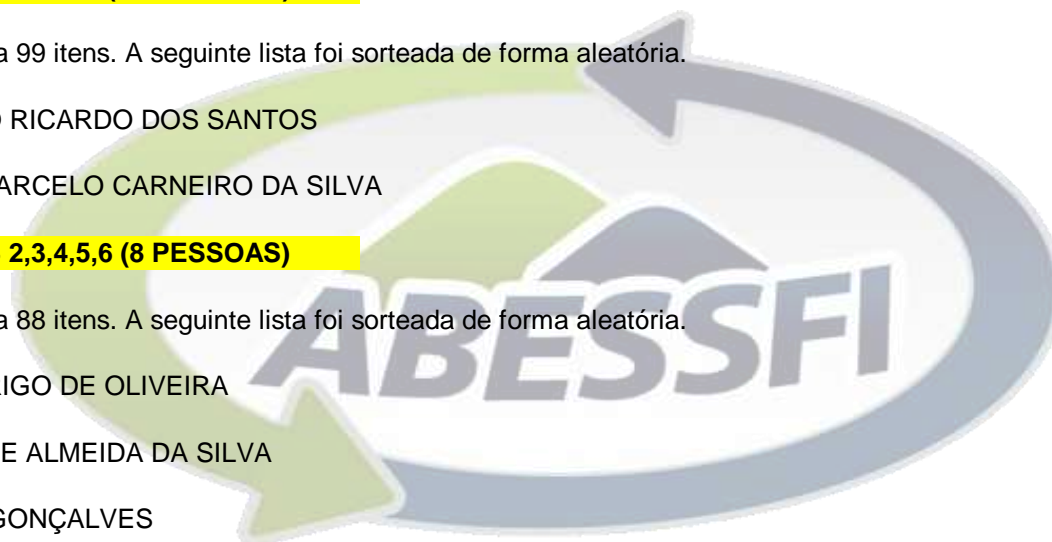 a 99 itens. A seguinte lista foi sorteada de forma aleatória.
RICARDO DOS SANTOS
ARCELO CARNEIRO DA SILVA
2,3,4,5,6 (8 PESSOAS)
a 88 itens. A seguinte lista foi sorteada de forma aleatória.
ABESSFI
IGO DE OLIVEIRA
E ALMEIDA DA SILVA
GONÇALVES